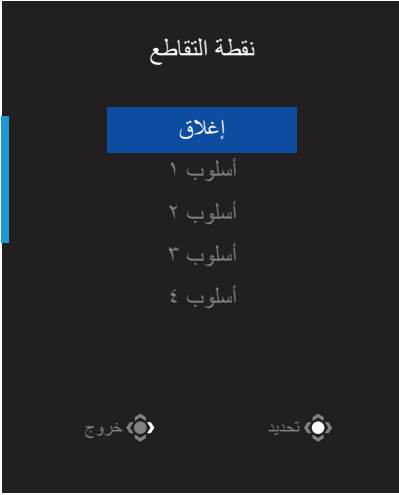 نقطة التقاطع
إغلاق
أسلوب ١
أسلوب ٢
أسلوب ٣
أسلوب ٤
تحديد
خروج